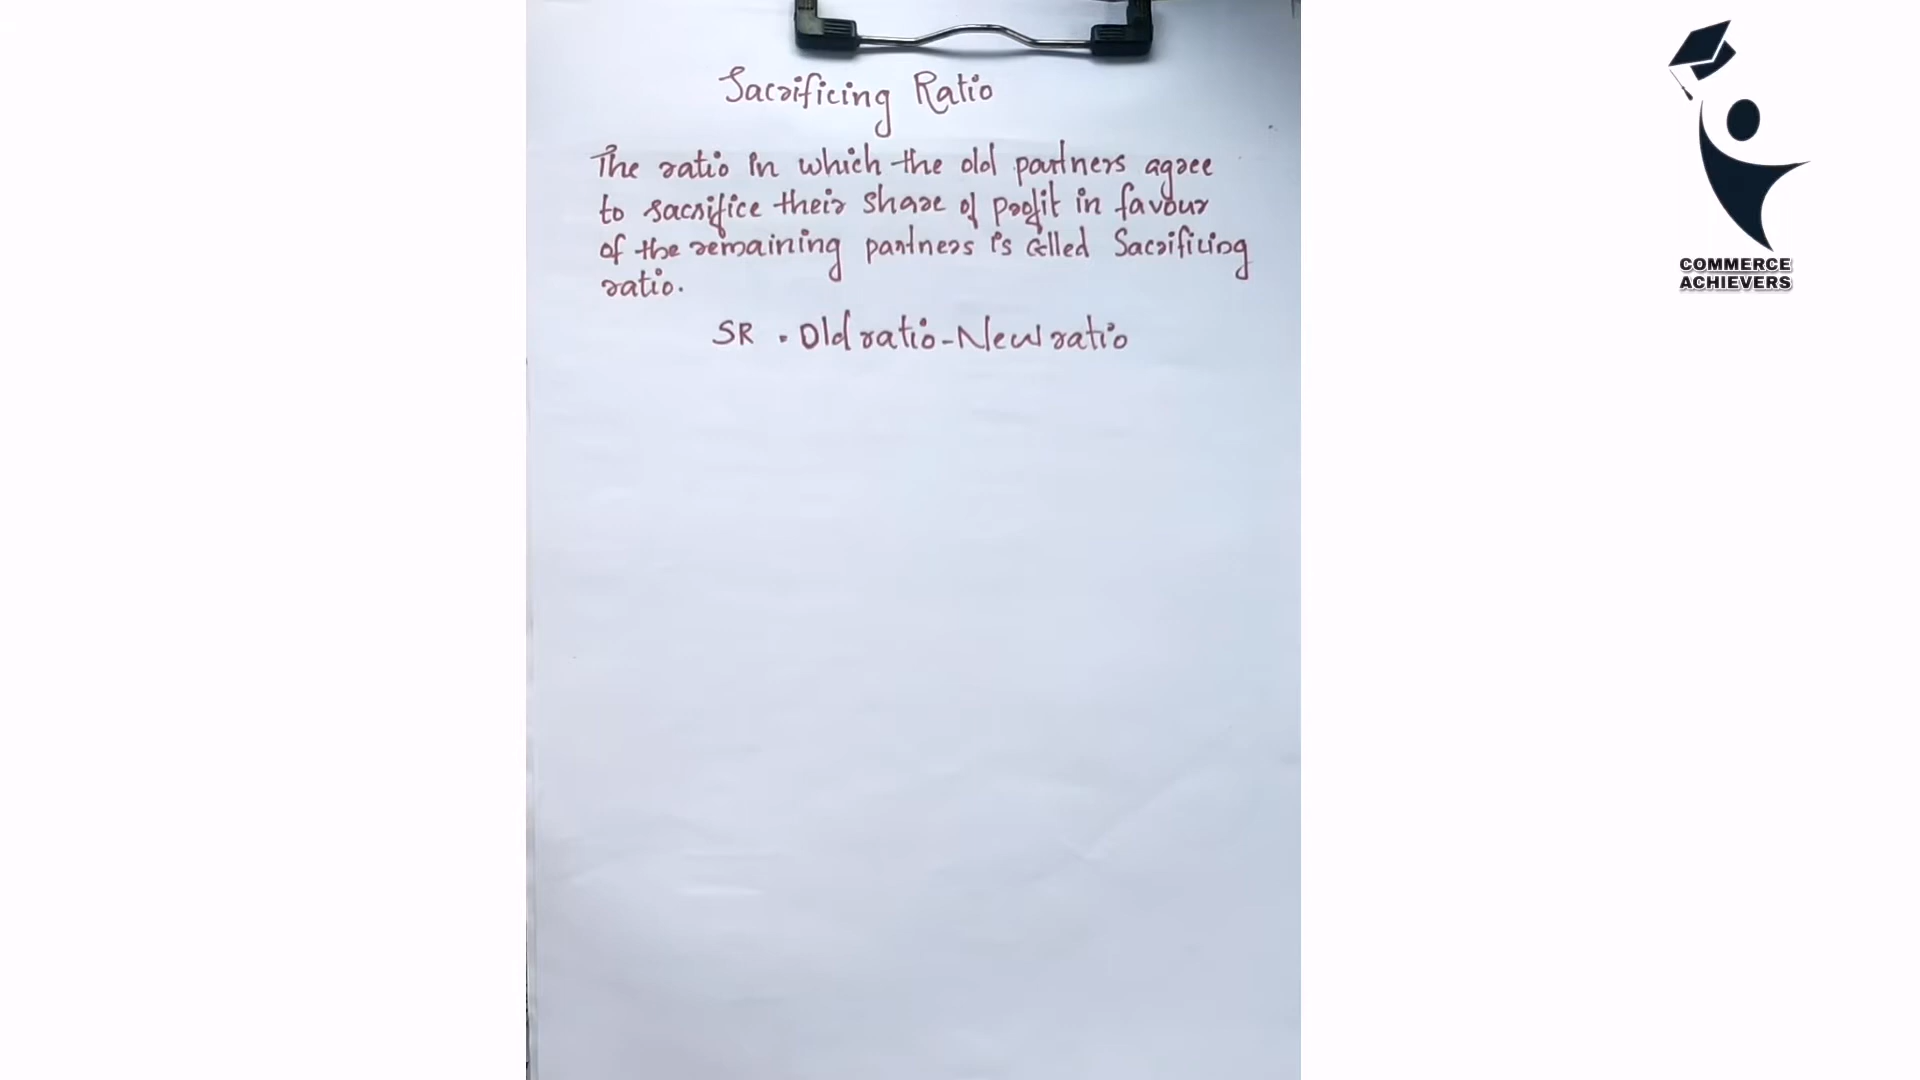 Sacrificing Ratio
The ratio in which the old partners agree
to sacrifice their share of profit in favour
of the remaining partners is called Sacrificing
ratio.
SR = Old ratio-New ratio
COMMERCE
ACHIEVERS